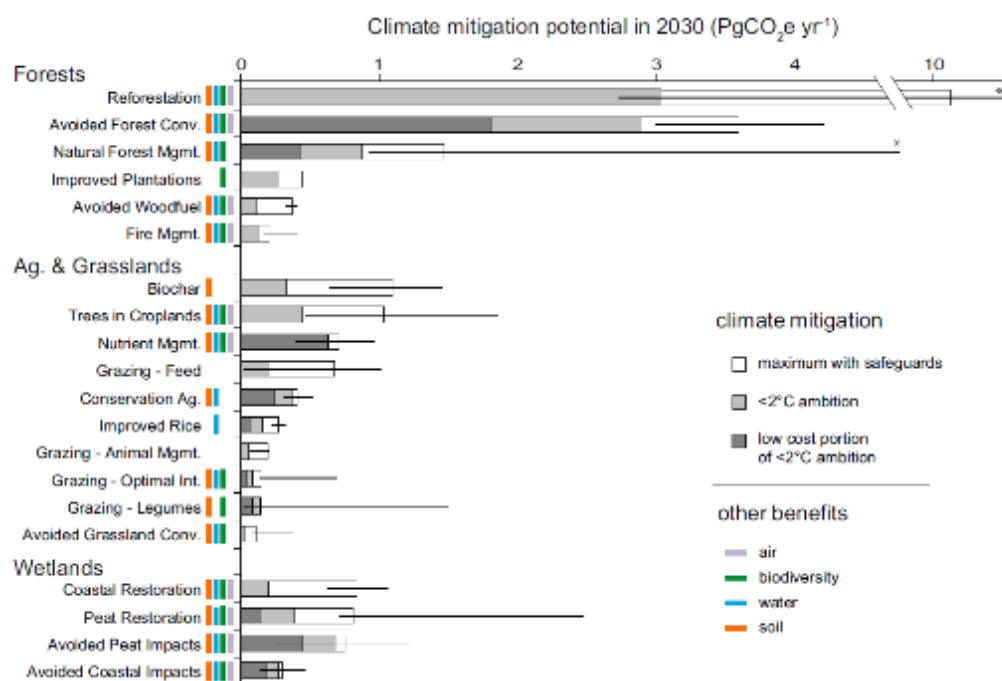 Climate mitigation potential in 2030 (PgCO₂e yr⁻¹)
0 1 2 3 4 10
Forests
Reforestation *
Avoided Forest Conv.
Natural Forest Mgmt. *
Improved Plantations
Avoided Woodfuel
Fire Mgmt.
Ag. & Grasslands
Biochar
Trees in Croplands
Nutrient Mgmt.
Grazing - Feed
Conservation Ag.
Improved Rice
Grazing - Animal Mgmt.
Grazing - Optimal Int.
Grazing - Legumes
Avoided Grassland Conv.
Wetlands
Coastal Restoration
Peat Restoration
Avoided Peat Impacts
Avoided Coastal Impacts
climate mitigation
maximum with safeguards
<2°C ambition
low cost portion
of <2°C ambition
other benefits
air
biodiversity
water
soil